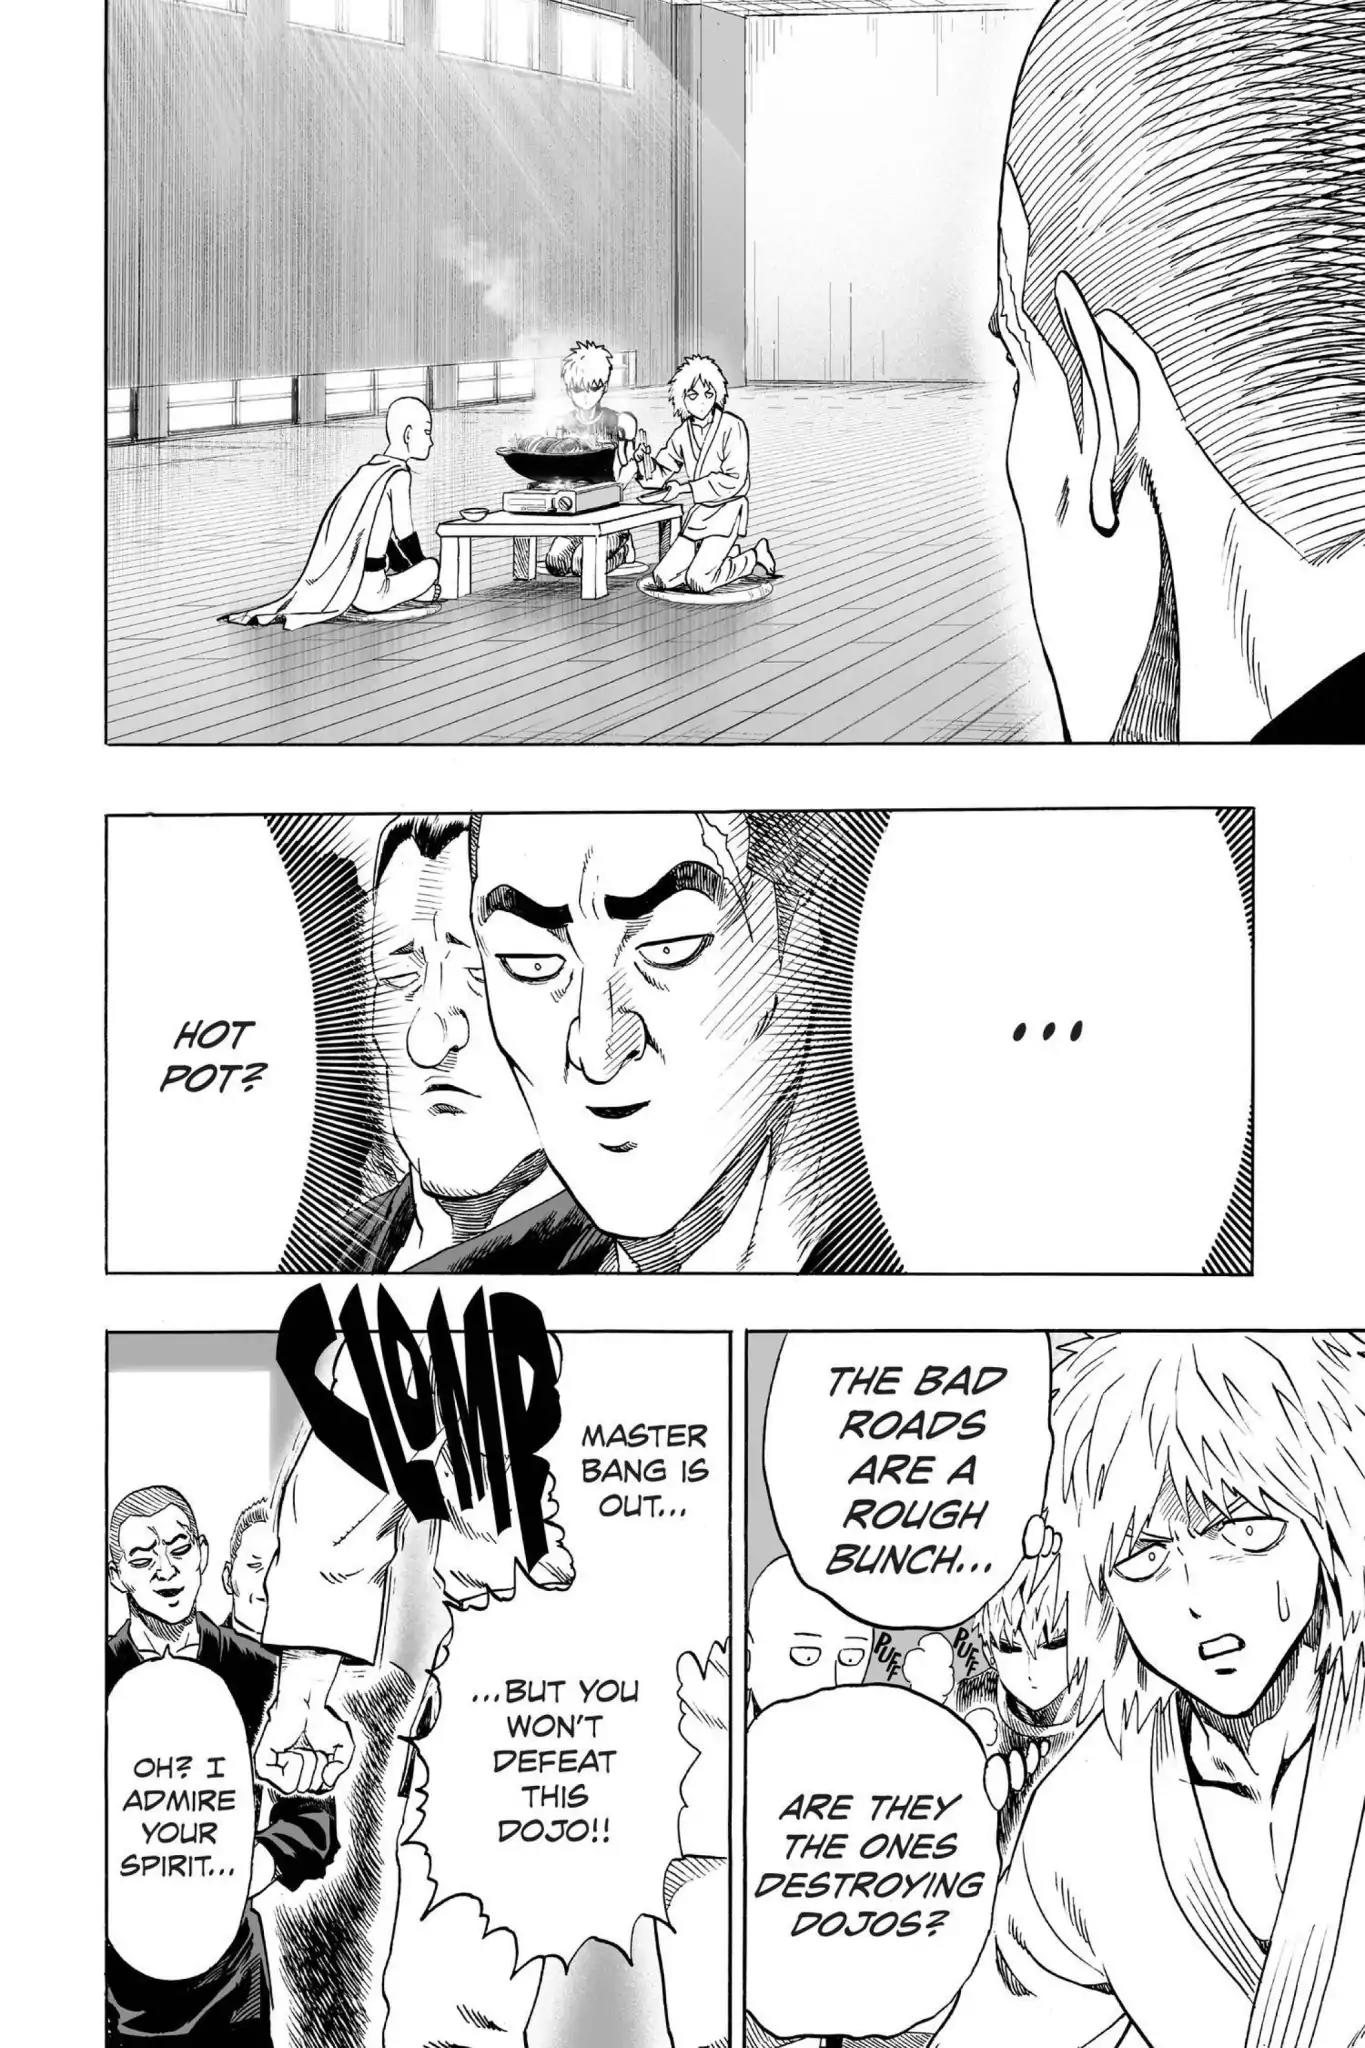 ...
HOT
POT?
THE BAD
ROADS
ARE A
ROUGH
BUNCH...
PUFF
PUFF
ARE THEY
THE ONES
DESTROYING
DOJOS?
MASTER
BANG IS
OUT...
CLOMP
...BUT YOU
WON'T
DEFEAT
THIS
DOJO!!
OH? I
ADMIRE
YOUR
SPIRIT...